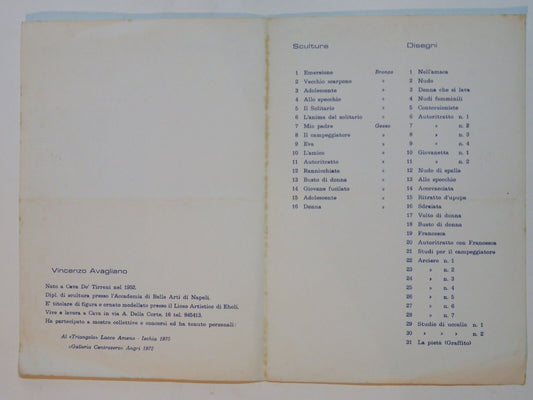 Vincenzo Avagliano
Nato a Cava De' Tirreni nel 1952.
Dipl. di scultura presso l'Accademia di Belle Arti di Napoli.
E' titolare di figura e ornato modellato presso il Liceo Artistico di Eboli.
Vive e lavora a Cava in via A. Della Corte, 16 tel. 845413.
Ha partecipato a mostre collettive e concorsi ed ha tenuto personali:
Al «Triangolo» Lacco Ameno - Ischia 1975
«Galleria Centrosera» Angri 1972
Sculture
1 Emersione Bronzo
2 Vecchio scarpone »
3 Adolescente »
4 Allo specchio »
5 Il Solitario »
6 L'anima del solitario »
7 Mio padre Gesso
8 Il campeggiatore »
9 Eva »
10 L'amico »
11 Autoritratto »
12 Rannicchiata »
13 Busto di donna »
14 Giovane fucilato »
15 Adolescente »
16 Donna »
Disegni
1 Nell'amaca
2 Nudo
3 Donna che si lava
4 Nudi femminili
5 Contorsioniste
6 Autoritratto n. 1
7 » n. 2
8 » n. 3
9 » n. 4
10 Giovanetta n. 1
11 » n. 2
12 Nudo di spalle
13 Allo specchio
14 Accovacciata
15 Ritratto d'upupa
16 Sdraiata
17 Volto di donna
18 Busto di donna
19 Francesca
20 Autoritratto con Francesca
21 Studi per il campeggiatore
22 Arciere n. 1
23 » n. 2
24 » n. 3
25 » n. 4
26 » n. 5
27 » n. 6
28 » n. 7
29 Studio di uccello n. 1
30 » » » n. 2
31 La pietà (Graffito)